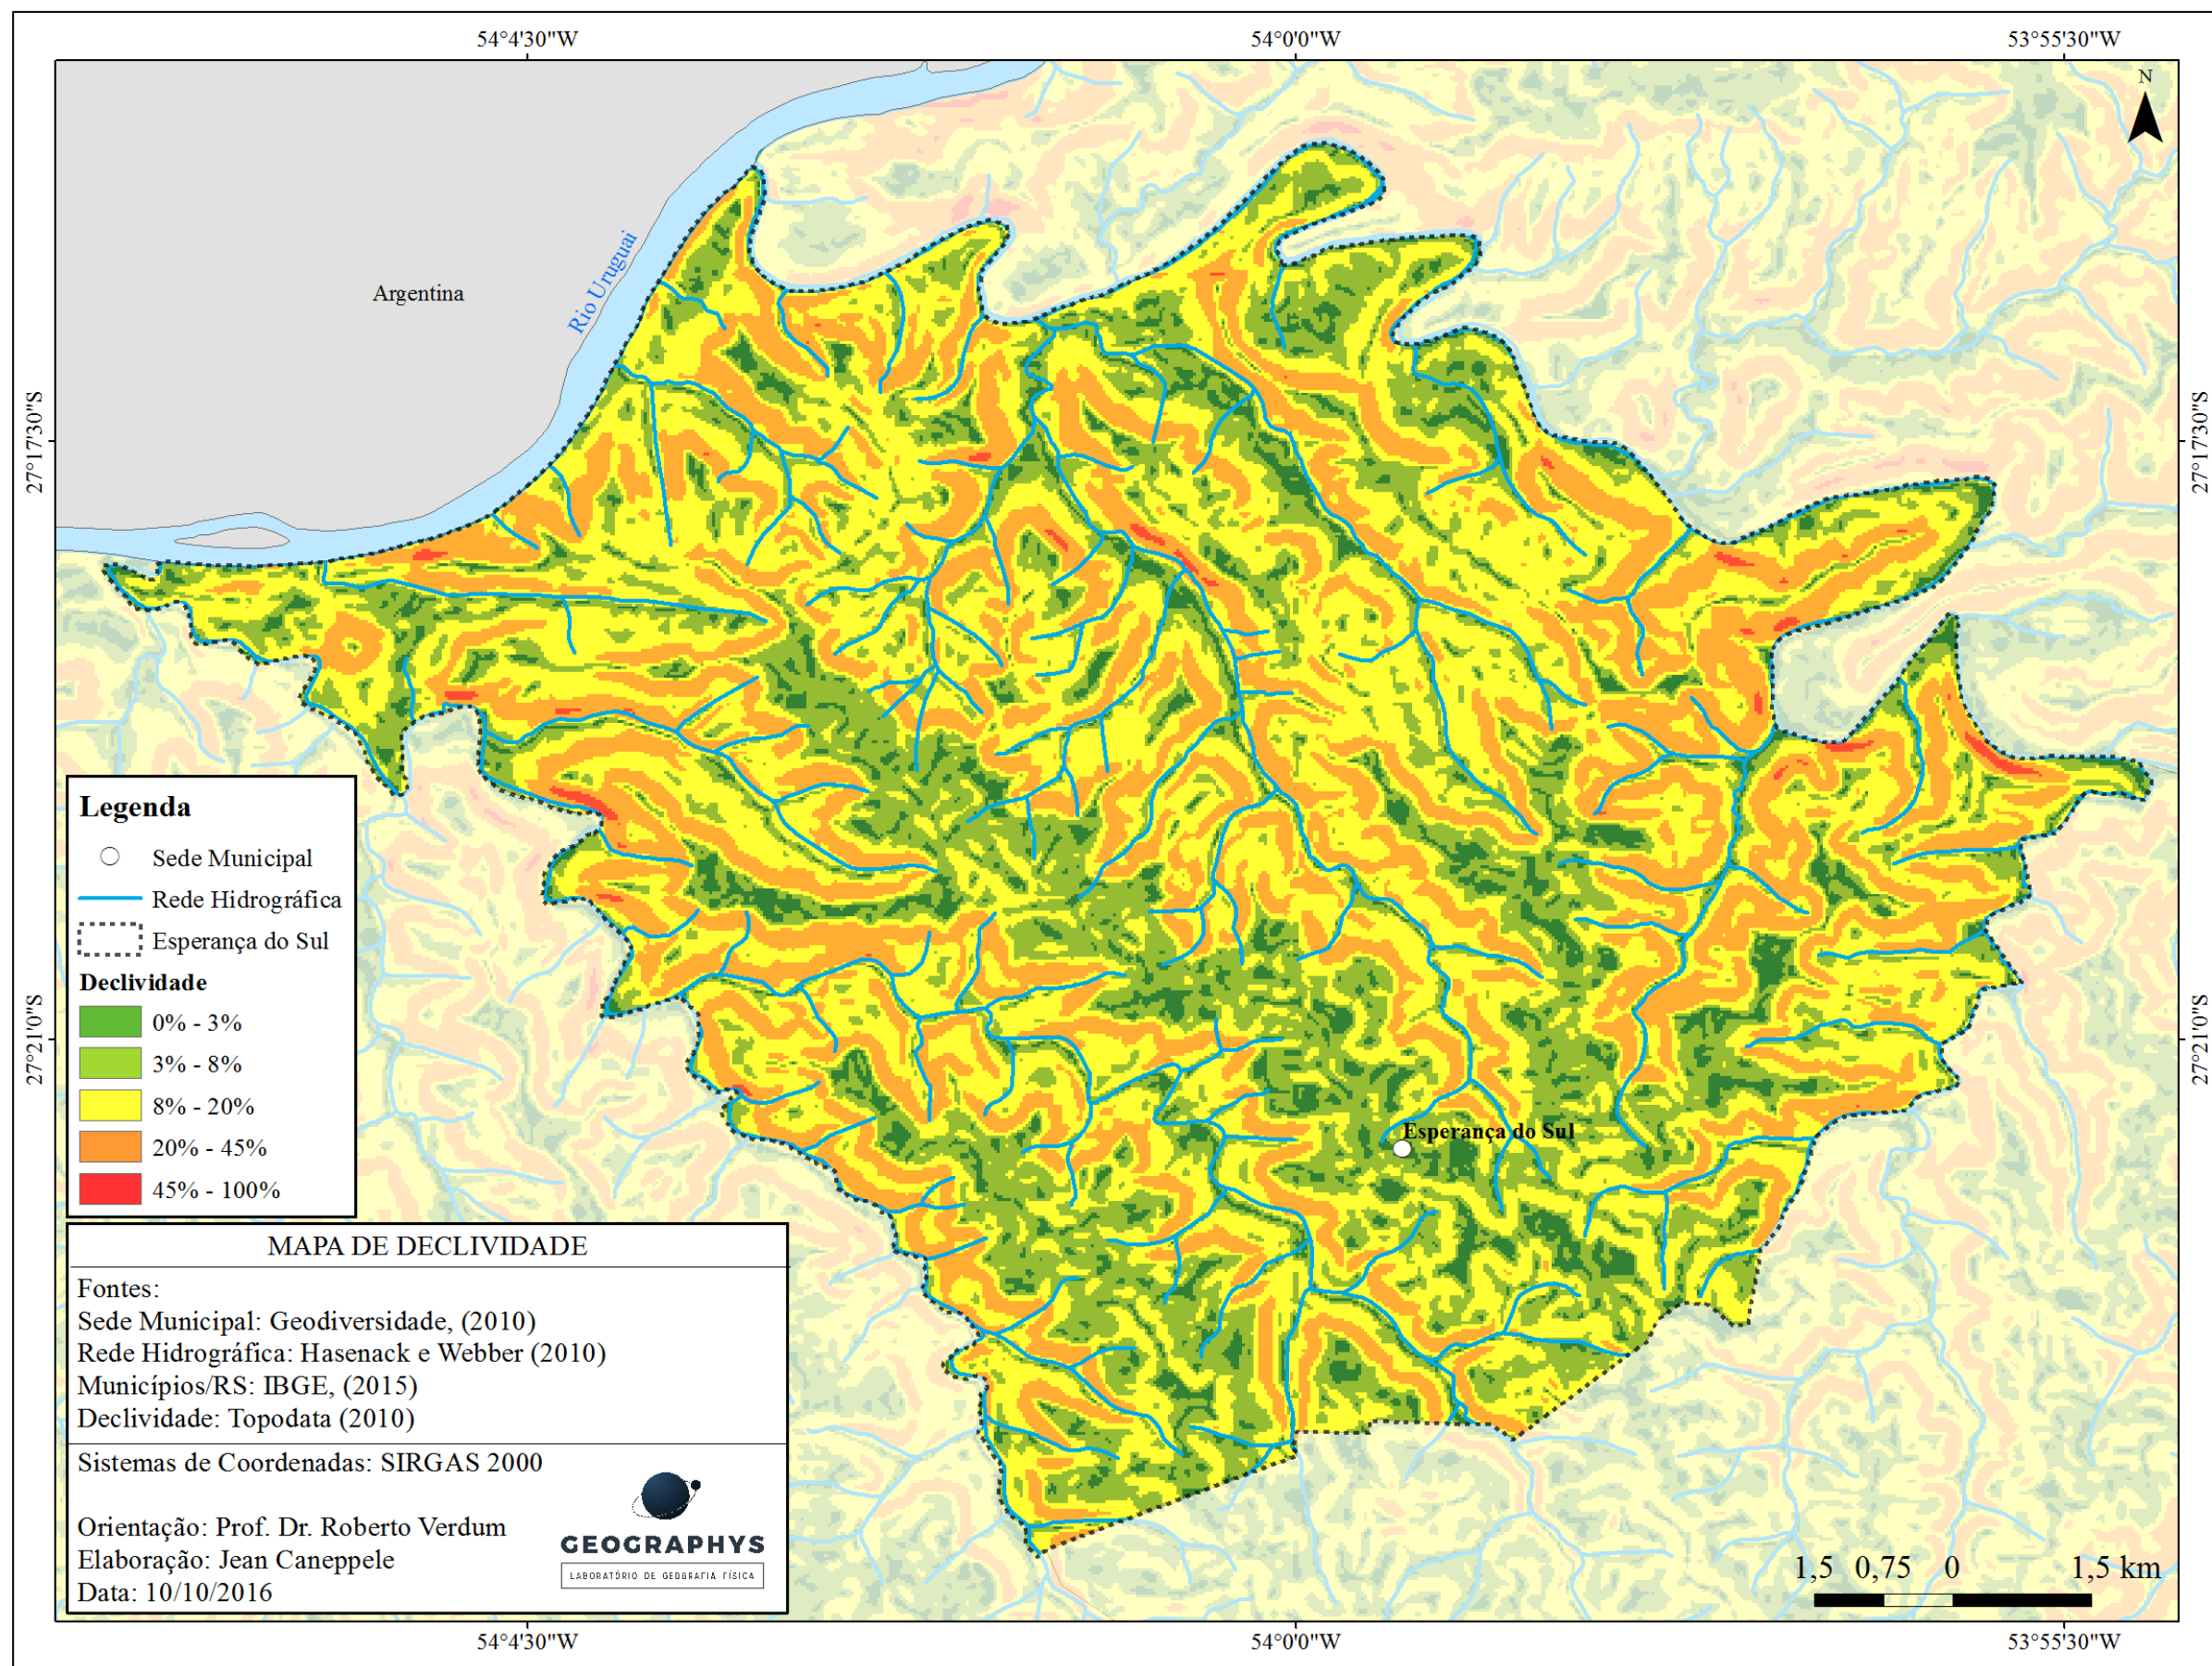 54°4'30"W
54°0'0"W
53°55'30"W
N
Argentina
Rio Uruguai
27°17'30"S
27°17'30"S
Legenda
Sede Municipal
Rede Hidrográfica
Esperança do Sul
Declividade
0% - 3%
3% - 8%
8% - 20%
20% - 45%
45% - 100%
27°21'0"S
27°21'0"S
Esperança do Sul
MAPA DE DECLIVIDADE
Fontes:
Sede Municipal: Geodiversidade, (2010)
Rede Hidrográfica: Hasenack e Webber (2010)
Municípios/RS: IBGE, (2015)
Declividade: Topodata (2010)
Sistemas de Coordenadas: SIRGAS 2000
Orientação: Prof. Dr. Roberto Verdum
Elaboração: Jean Caneppele
Data: 10/10/2016
GEOGRAPHYS
LABORATÓRIO DE GEOGRAFIA FÍSICA
1,5 0,75 0 1,5 km
54°4'30"W
54°0'0"W
53°55'30"W